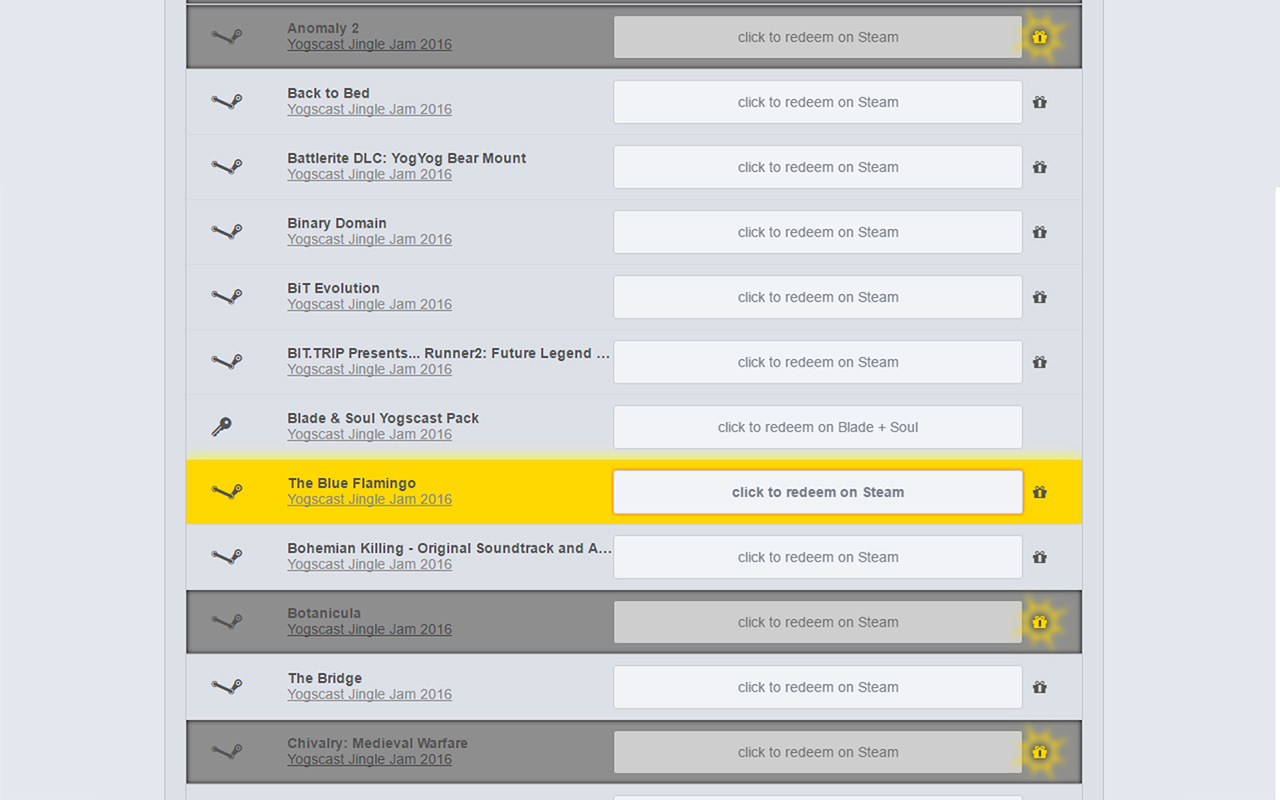 Anomaly 2
Yogscast Jingle Jam 2016
click to redeem on Steam
Back to Bed
Yogscast Jingle Jam 2016
click to redeem on Steam
Battlerite DLC: YogYog Bear Mount
Yogscast Jingle Jam 2016
click to redeem on Steam
Binary Domain
Yogscast Jingle Jam 2016
click to redeem on Steam
BiT Evolution
Yogscast Jingle Jam 2016
click to redeem on Steam
BIT.TRIP Presents... Runner2: Future Legend ...
Yogscast Jingle Jam 2016
click to redeem on Steam
Blade & Soul Yogscast Pack
Yogscast Jingle Jam 2016
click to redeem on Blade + Soul
The Blue Flamingo
Yogscast Jingle Jam 2016
click to redeem on Steam
Bohemian Killing - Original Soundtrack and A...
Yogscast Jingle Jam 2016
click to redeem on Steam
Botanicula
Yogscast Jingle Jam 2016
click to redeem on Steam
The Bridge
Yogscast Jingle Jam 2016
click to redeem on Steam
Chivalry: Medieval Warfare
Yogscast Jingle Jam 2016
click to redeem on Steam